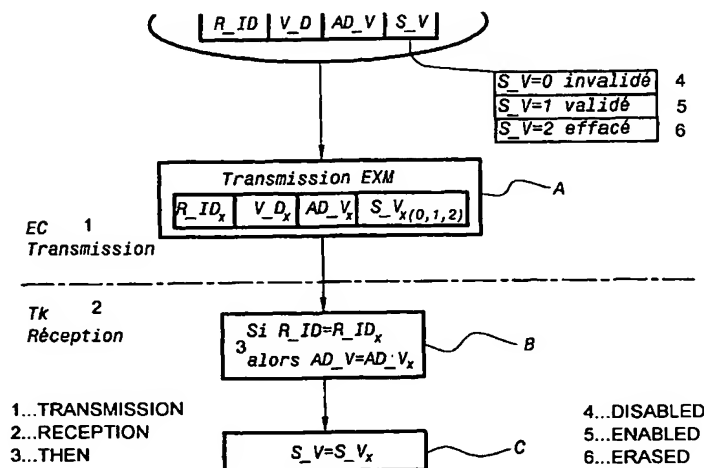 R_ID V_D AD_V S_V
S_V=0 invalidé 4
S_V=1 validé 5
S_V=2 effacé 6
Transmission EXM
R_IDx V_Dx AD_Vx S_Vx(0,1,2)
A
EC 1
Transmission
Tk 2
Réception
Si R_ID=R_IDx
3 alors AD_V=AD_Vx
B
1...TRANSMISSION
2...RECEPTION
3...THEN
S_V=S_Vx
C
4...DISABLED
5...ENABLED
6...ERASED